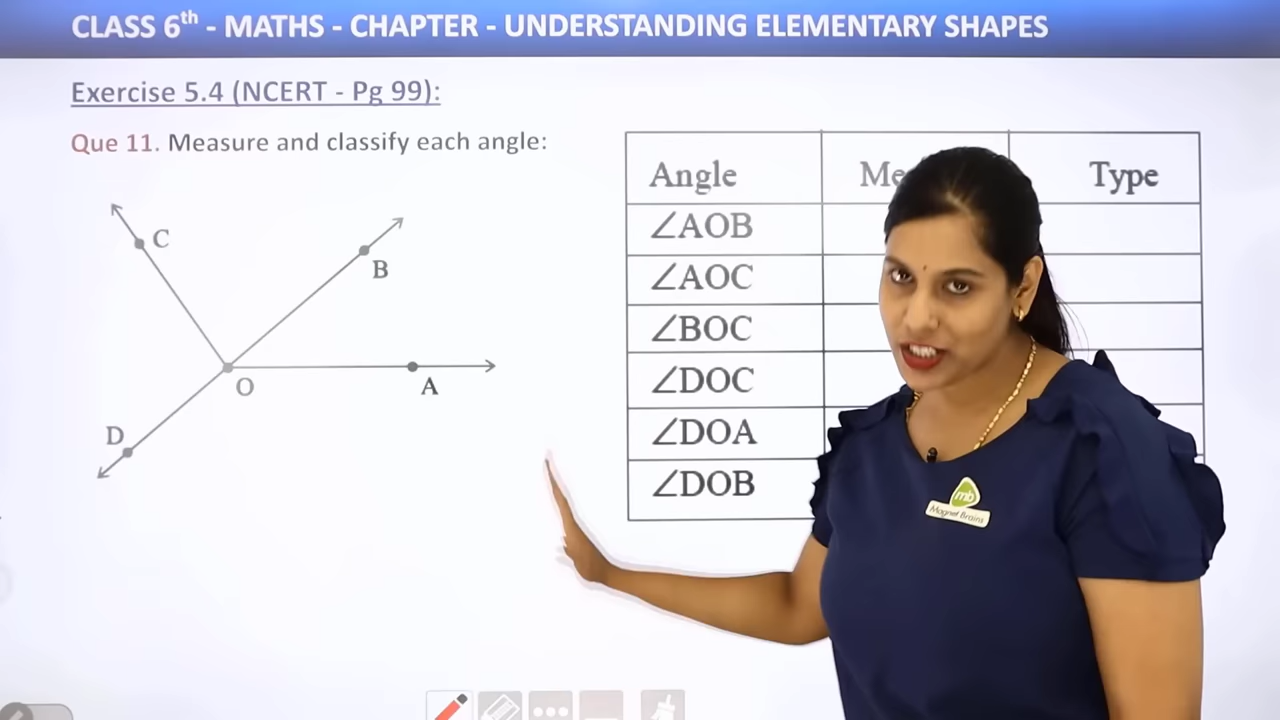 CLASS 6th - MATHS - CHAPTER - UNDERSTANDING ELEMENTARY SHAPES
Exercise 5.4 (NCERT - Pg 99):
Que 11. Measure and classify each angle:
C
B
O
A
D
Angle Type
∠AOB
∠AOC
∠BOC
∠DOC
∠DOA
∠DOB
mb
Magnet Brains